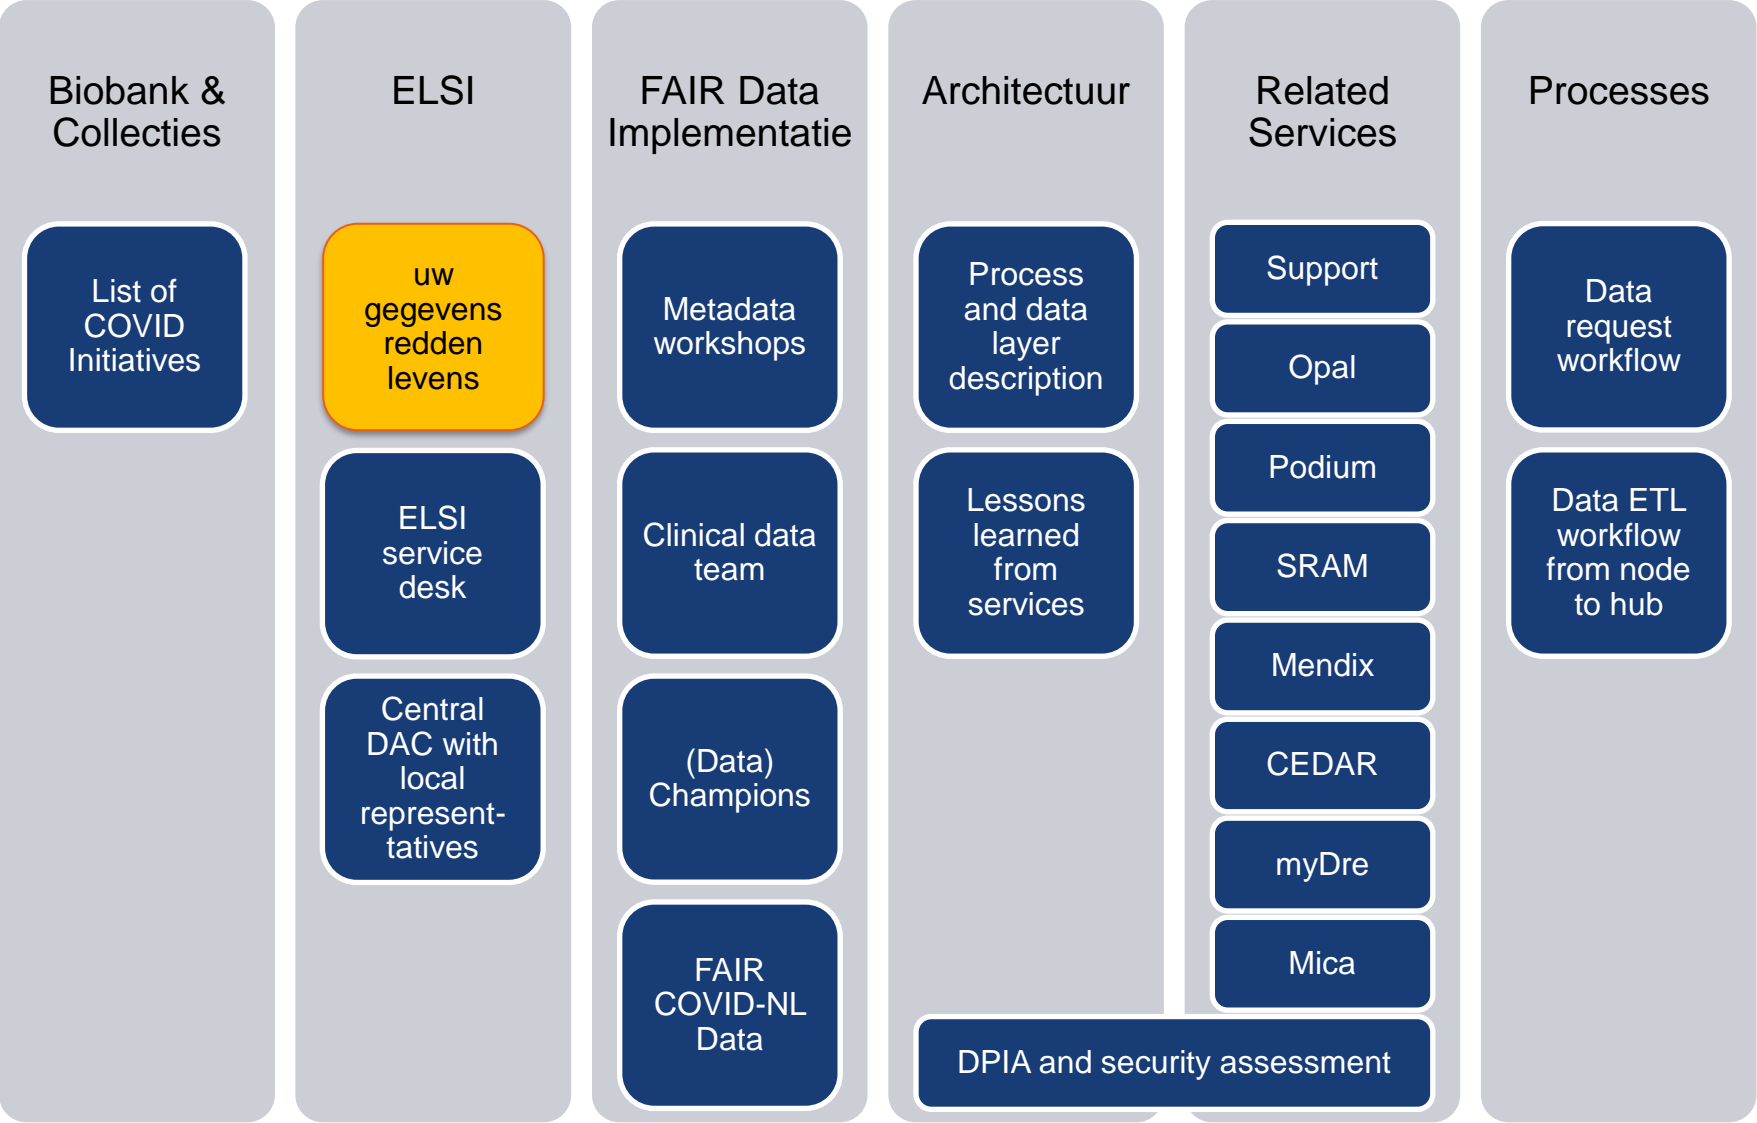 Biobank &
Collecties
List of
COVID
Initiatives
ELSI
uw
gegevens
redden
levens
ELSI
service
desk
Central
DAC with
local
represent-
tatives
FAIR Data
Implementatie
Metadata
workshops
Clinical data
team
(Data)
Champions
FAIR
COVID-NL
Data
Architectuur
Process
and data
layer
description
Lessons
learned
from
services
Related
Services
Support
Opal
Podium
SRAM
Mendix
CEDAR
myDre
Mica
DPIA and security assessment
Processes
Data
request
workflow
Data ETL
workflow
from node
to hub